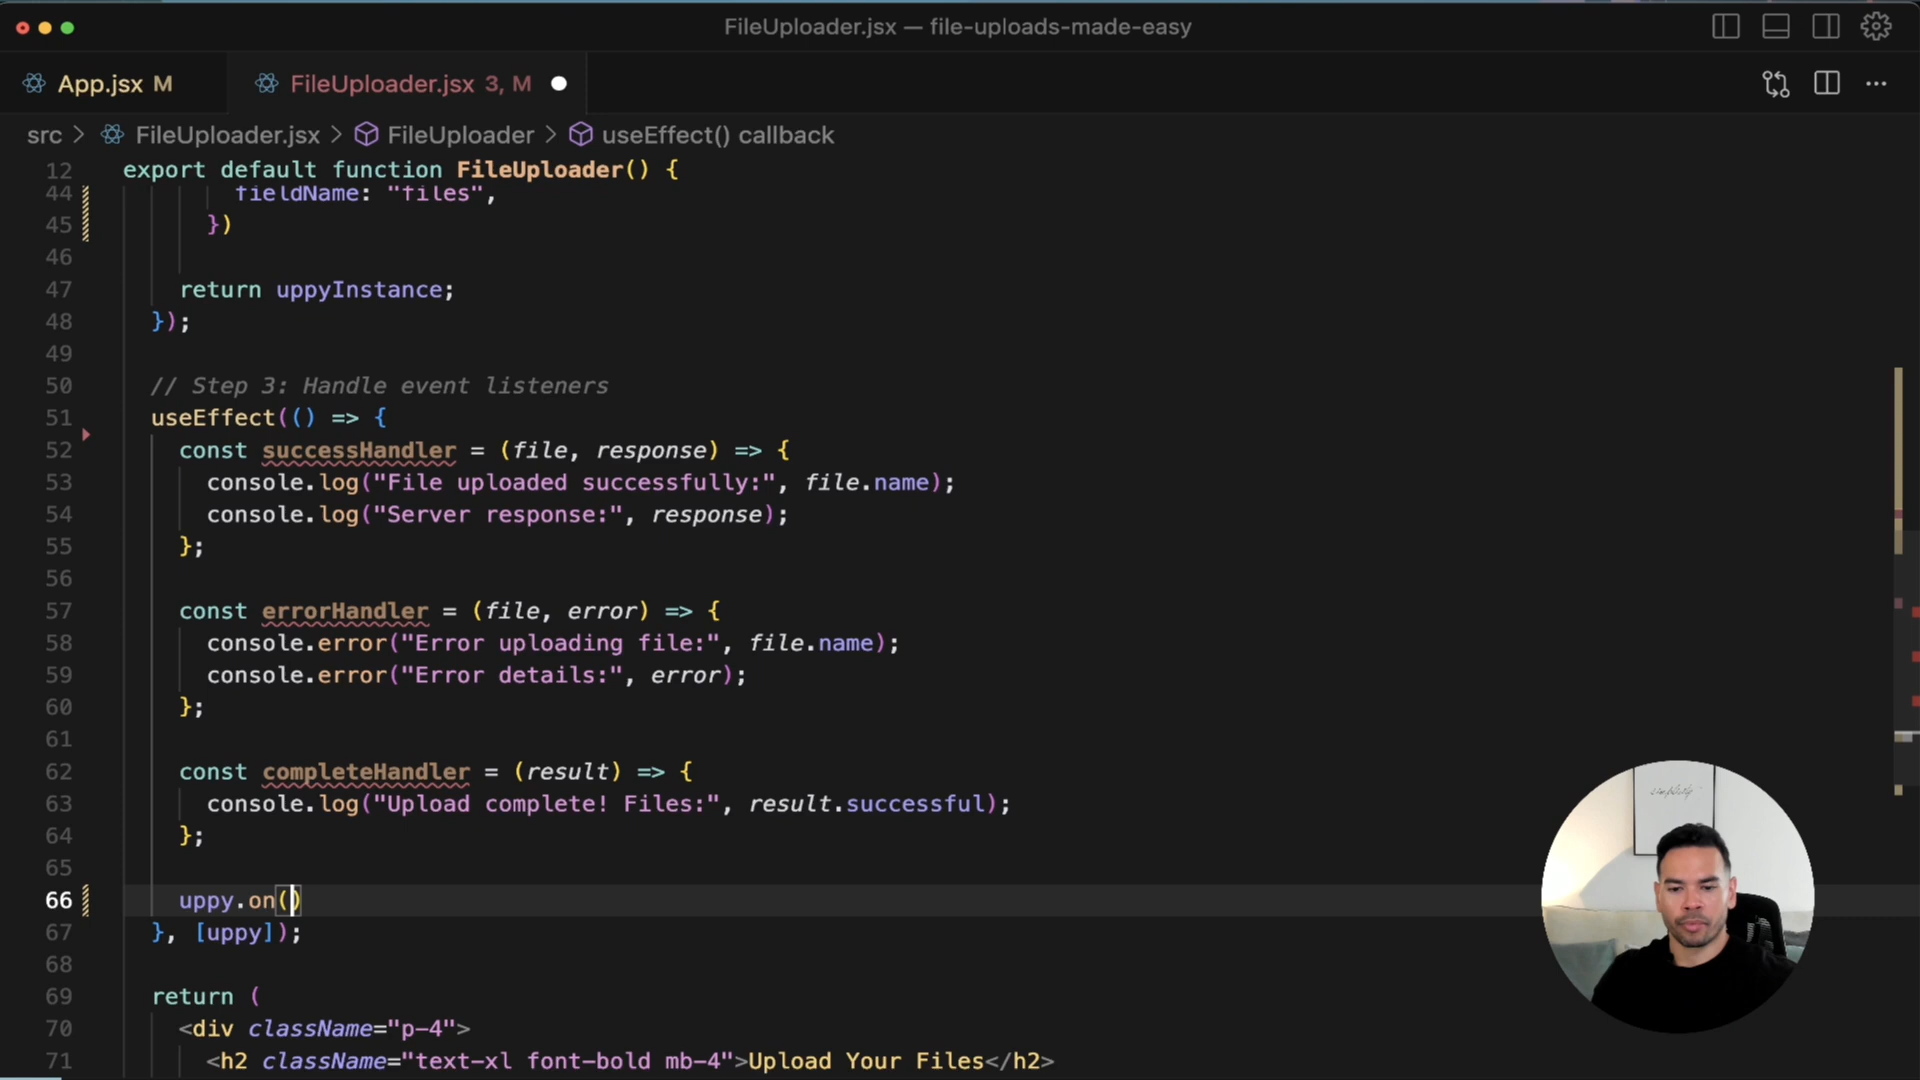 FileUploader.jsx — file-uploads-made-easy
App.jsx M
FileUploader.jsx 3, M
src > FileUploader.jsx > FileUploader > useEffect() callback
12 export default function FileUploader() {
44 fieldName: "files",
45 })
46
47 return uppyInstance;
48 });
49
50 // Step 3: Handle event listeners
51 useEffect(() => {
52 const successHandler = (file, response) => {
53 console.log("File uploaded successfully:", file.name);
54 console.log("Server response:", response);
55 };
56
57 const errorHandler = (file, error) => {
58 console.error("Error uploading file:", file.name);
59 console.error("Error details:", error);
60 };
61
62 const completeHandler = (result) => {
63 console.log("Upload complete! Files:", result.successful);
64 };
65
66 uppy.on()
67 }, [uppy]);
68
69 return (
70 <div className="p-4">
71 <h2 className="text-xl font-bold mb-4">Upload Your Files</h2>